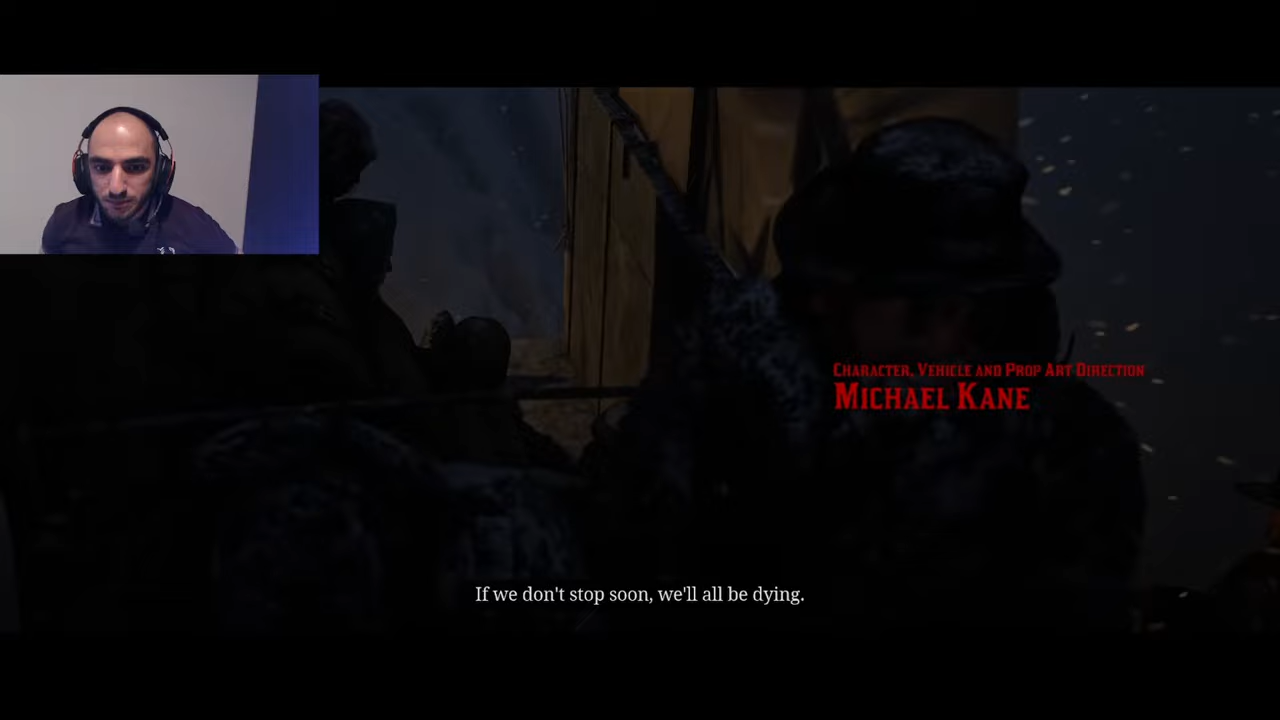 CHARACTER, VEHICLE AND PROP ART DIRECTION
MICHAEL KANE
If we don't stop soon, we'll all be dying.